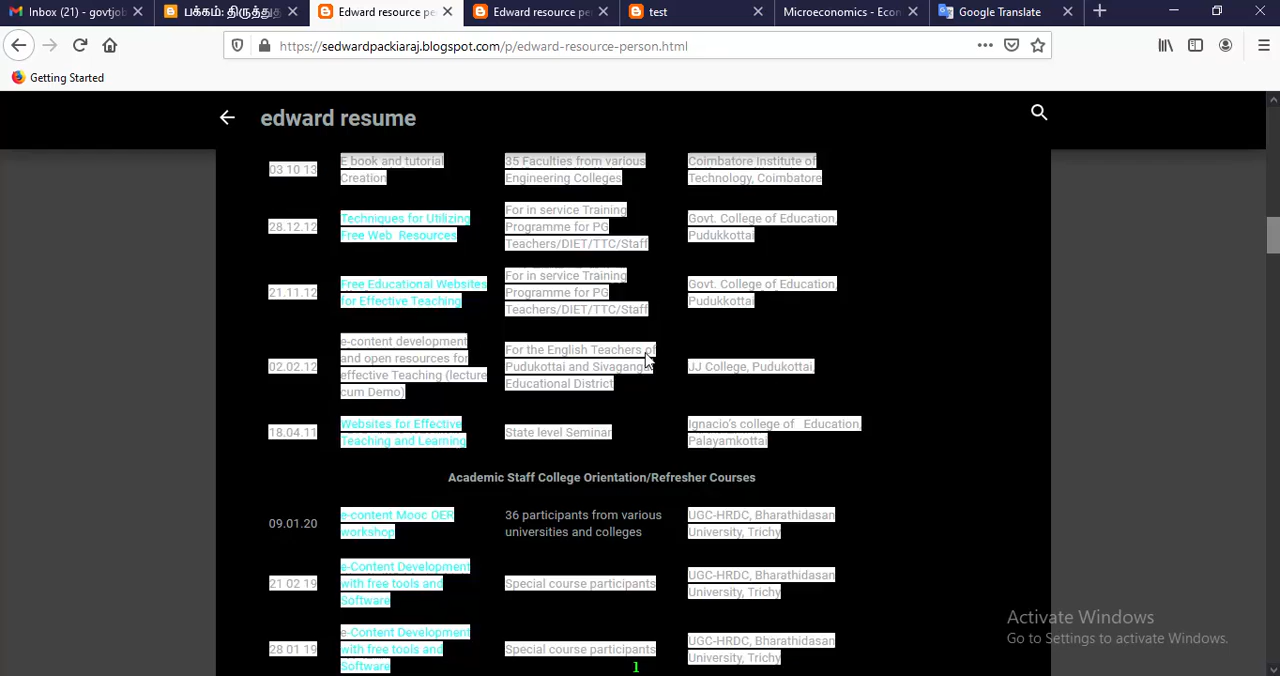 Inbox (21) - govtjob
பக்கம்: திருத்து
Edward resource pe
Edward resource pe
test
Microeconomics - Econ
Google Translate
https://sedwardpackiaraj.blogspot.com/p/edward-resource-person.html
Getting Started
edward resume
03 10 13
E book and tutorial
Creation
35 Faculties from various
Engineering Colleges
Coimbatore Institute of
Technology, Coimbatore
28.12.12
Techniques for Utilizing
Free Web Resources
For in service Training
Programme for PG
Teachers/DIET/TTC/Staff
Govt. College of Education,
Pudukkottai
21.11.12
Free Educational Websites
for Effective Teaching
For in service Training
Programme for PG
Teachers/DIET/TTC/Staff
Govt. College of Education,
Pudukkottai
02.02.12
e-content development
and open resources for
effective Teaching (lecture
cum Demo)
For the English Teachers of
Pudukottai and Sivaganga
Educational District
JJ College, Pudukottai,
18.04.11
Websites for Effective
Teaching and Learning
State level Seminar
Ignacio's college of Education,
Palayamkottai
Academic Staff College Orientation/Refresher Courses
09.01.20
e-content Mooc OER
workshop
36 participants from various
universities and colleges
UGC-HRDC, Bharathidasan
University, Trichy
21 02 19
e-Content Development
with free tools and
Software
Special course participants
UGC-HRDC, Bharathidasan
University, Trichy
28 01 19
e-Content Development
with free tools and
Software
Special course participants
UGC-HRDC, Bharathidasan
University, Trichy
1
Activate Windows
Go to Settings to activate Windows.